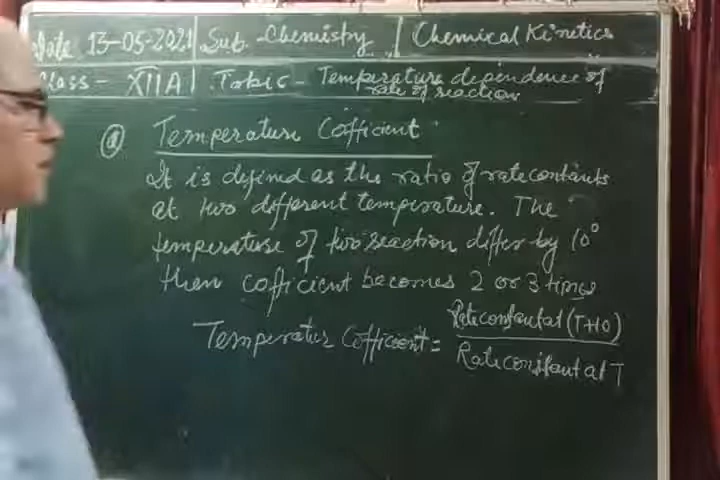 Date 13-05-2021 Sub.-Chemistry Chemical Kinetics
Class - XII A Tobic - Temperature dependence of
rate of reaction
(a) Temperature Cofficient
It is defined as the ratio of rate contants
at two different temperature. The
temperature of two reaction differ by 10°
then cofficient becomes 2 or 3 times
Temperature Cofficient = Rate constant at (T+10)
Rate constant at T